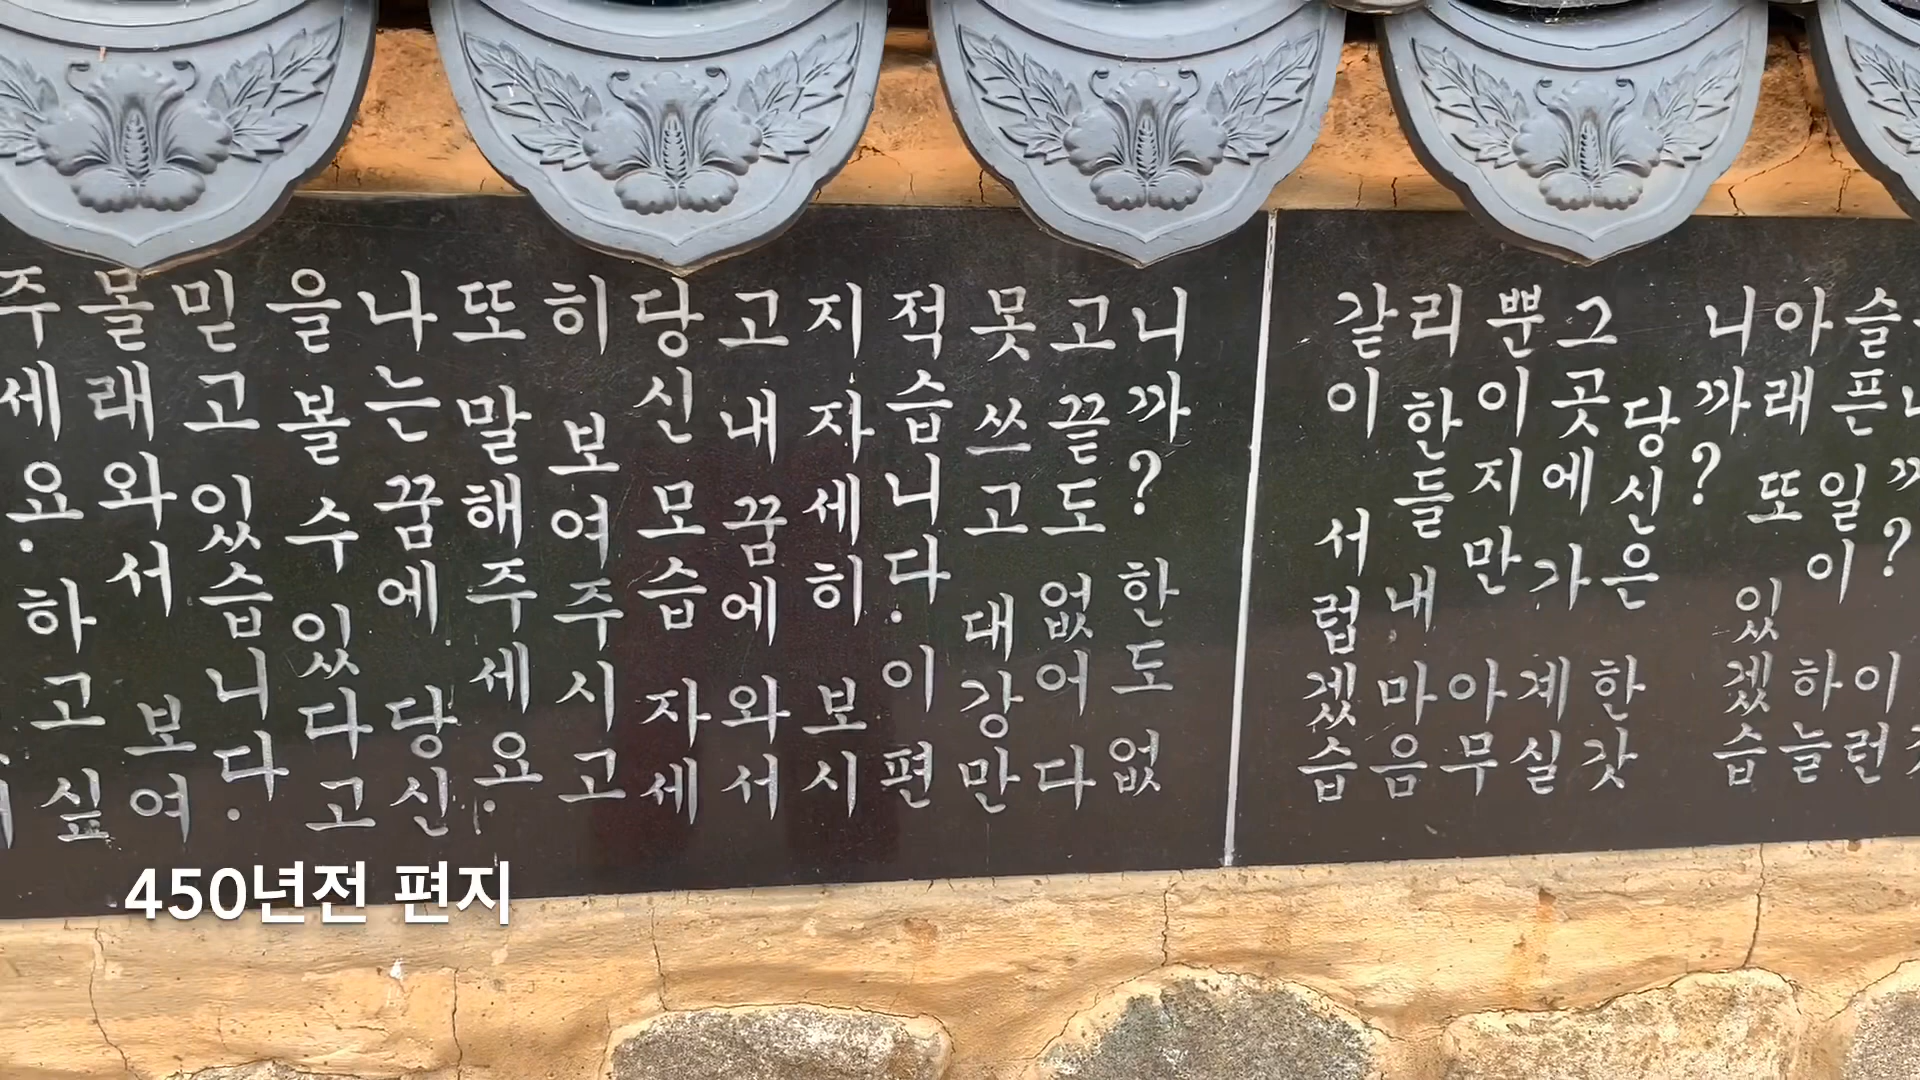 까? 이런
슬픈 일이 하늘
아래 또 있겠습
니까?
당신은 한갓
그곳에 가 계실
뿐이지만 아무
리 한들 내 마음
같이 서럽겠습
니까? 한도 없
고 끝도 없어 다
못 쓰고 대강만
적습니다. 이 편
지 자세히 보시
고 내 꿈에 와서
당신 모습 자세
히 보여주시고
또 말해주세요.
나는 꿈에 당신
을 볼 수 있다고
믿고 있습니다.
몰래 와서 보여
주세요. 하고 싶
450년전 편지